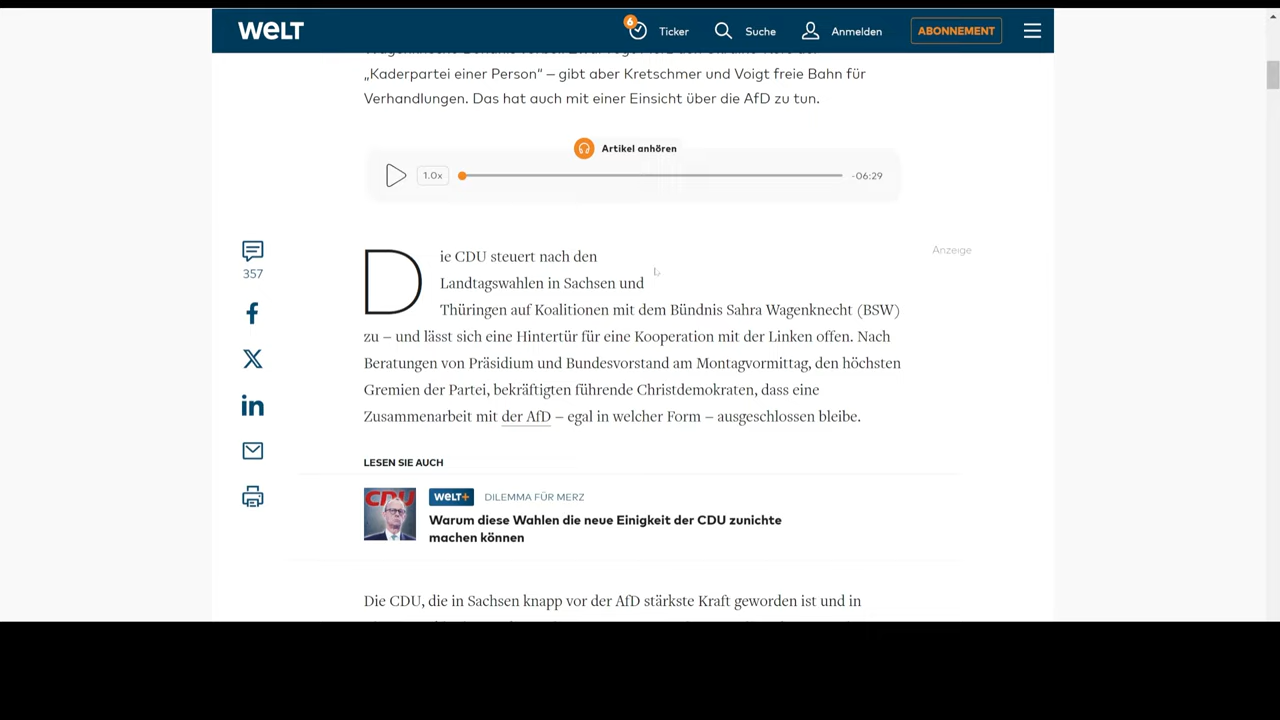 WELT
6
Ticker
Suche
Anmelden
ABONNEMENT
„Kaderpartei einer Person“ – gibt aber Kretschmer und Voigt freie Bahn für
Verhandlungen. Das hat auch mit einer Einsicht über die AfD zu tun.
Artikel anhören
1.0x
-06:29
357
Anzeige
Die CDU steuert nach den
Landtagswahlen in Sachsen und
Thüringen auf Koalitionen mit dem Bündnis Sahra Wagenknecht (BSW)
zu – und lässt sich eine Hintertür für eine Kooperation mit der Linken offen. Nach
Beratungen von Präsidium und Bundesvorstand am Montagvormittag, den höchsten
Gremien der Partei, bekräftigten führende Christdemokraten, dass eine
Zusammenarbeit mit der AfD – egal in welcher Form – ausgeschlossen bleibe.
LESEN SIE AUCH
CDU
WELT+ DILEMMA FÜR MERZ
Warum diese Wahlen die neue Einigkeit der CDU zunichte
machen können
Die CDU, die in Sachsen knapp vor der AfD stärkste Kraft geworden ist und in